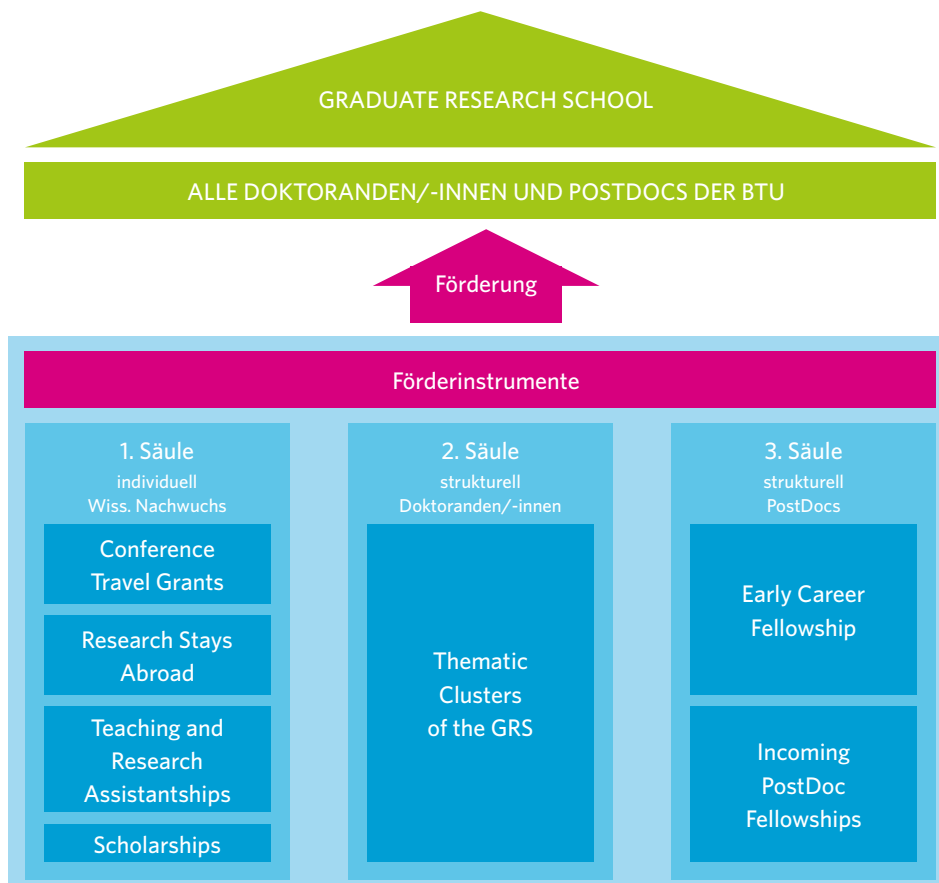 GRADUATE RESEARCH SCHOOL
ALLE DOKTORANDEN/-INNEN UND POSTDOCS DER BTU
Förderung
Förderinstrumente
1. Säule
individuell
Wiss. Nachwuchs
Conference
Travel Grants
Research Stays
Abroad
Teaching and
Research
Assistantships
Scholarships
2. Säule
strukturell
Doktoranden/-innen
Thematic
Clusters
of the GRS
3. Säule
strukturell
PostDocs
Early Career
Fellowship
Incoming
PostDoc
Fellowships